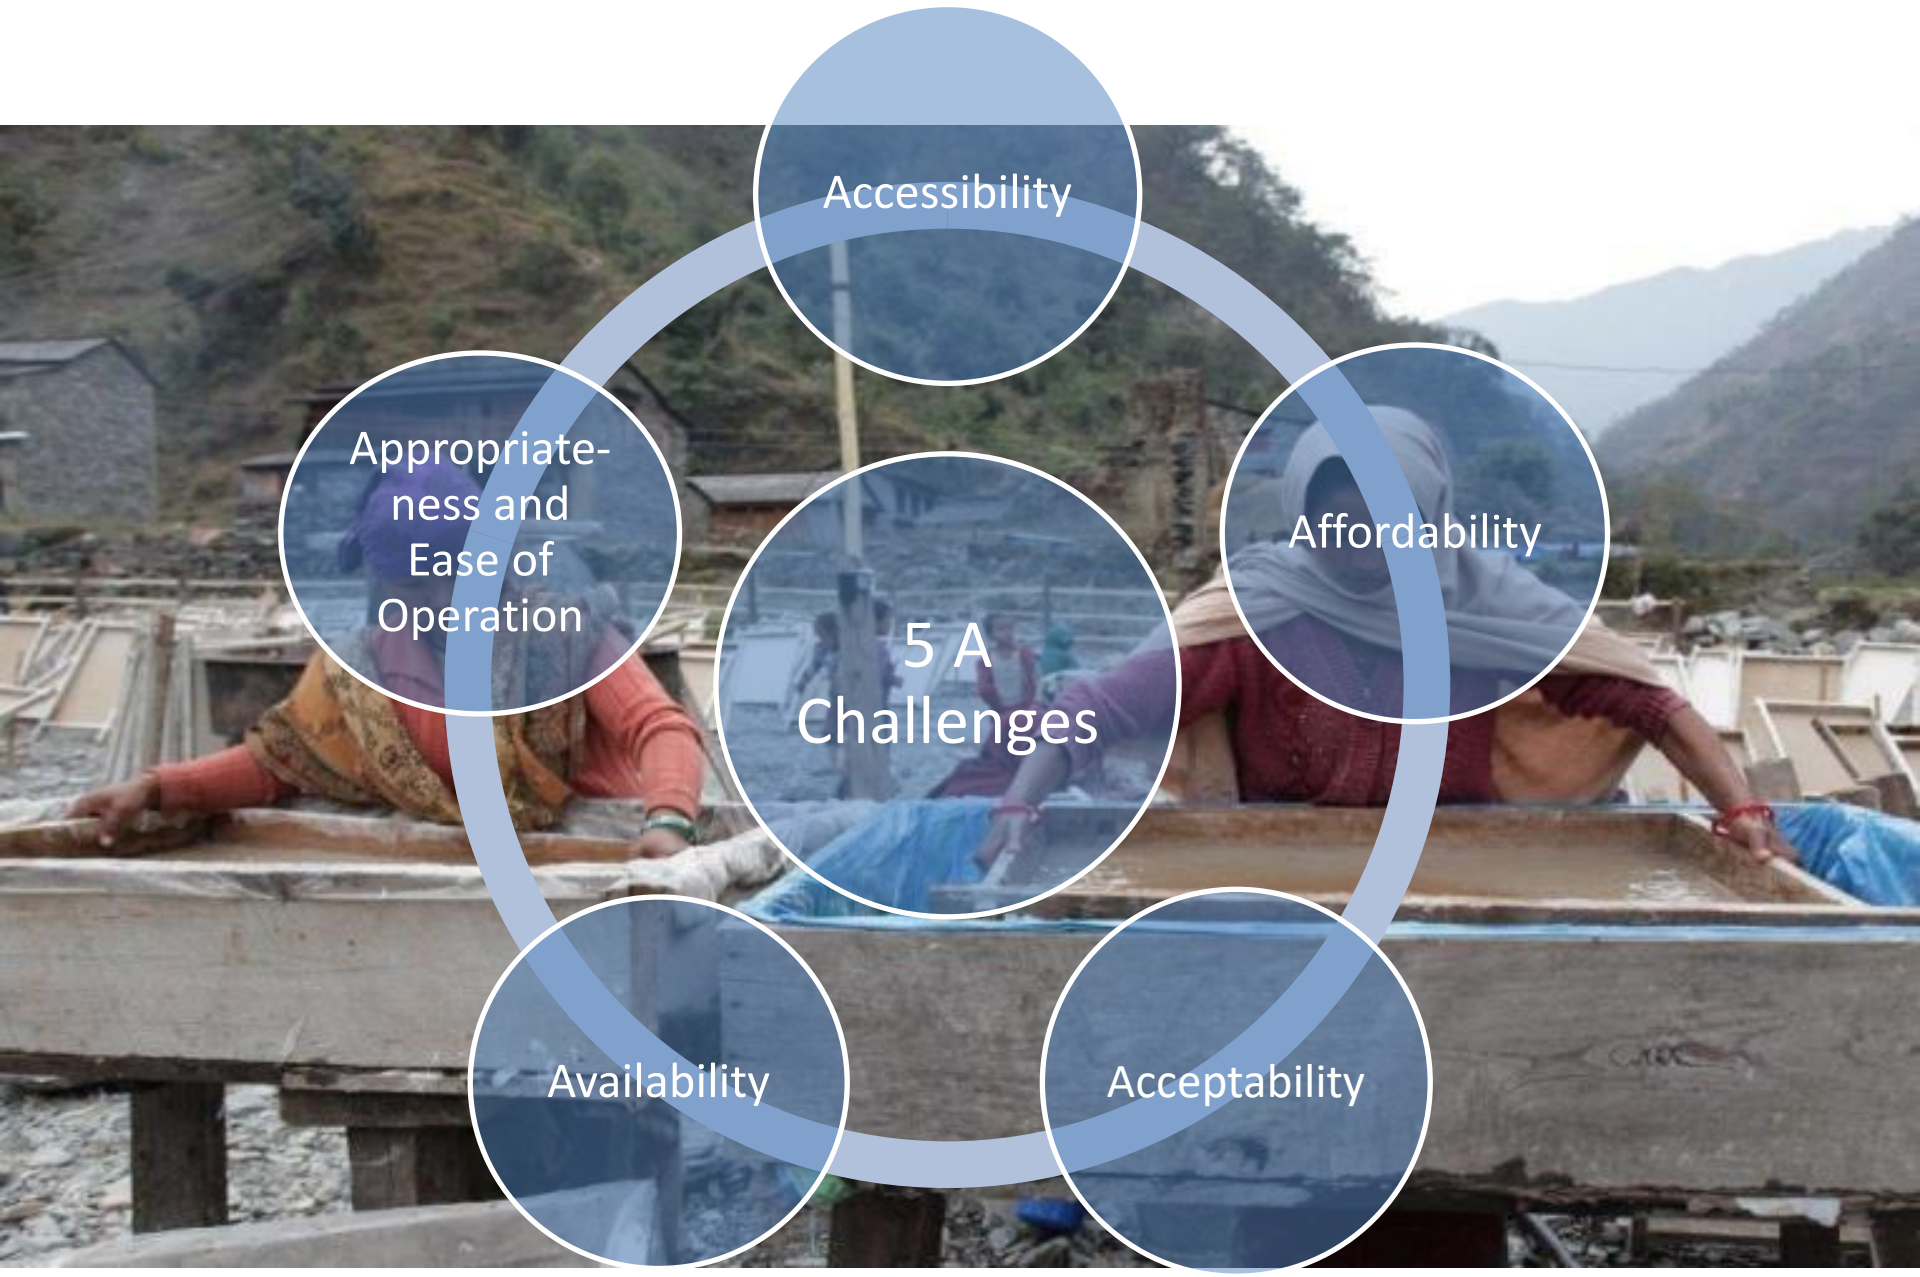 Accessibility
Affordability
Acceptability
Availability
Appropriate-
ness and
Ease of
Operation
5 A
Challenges